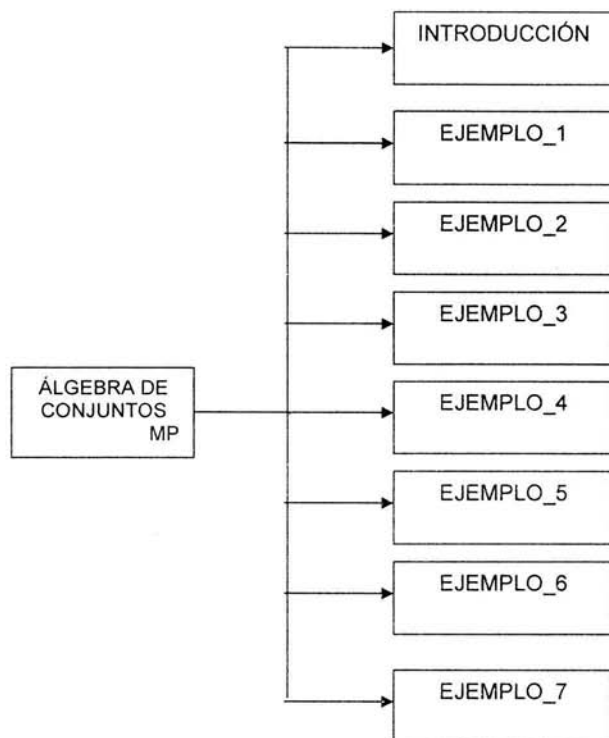 INTRODUCCIÓN
EJEMPLO_1
EJEMPLO_2
EJEMPLO_3
ÁLGEBRA DE
CONJUNTOS
MP
EJEMPLO_4
EJEMPLO_5
EJEMPLO_6
EJEMPLO_7